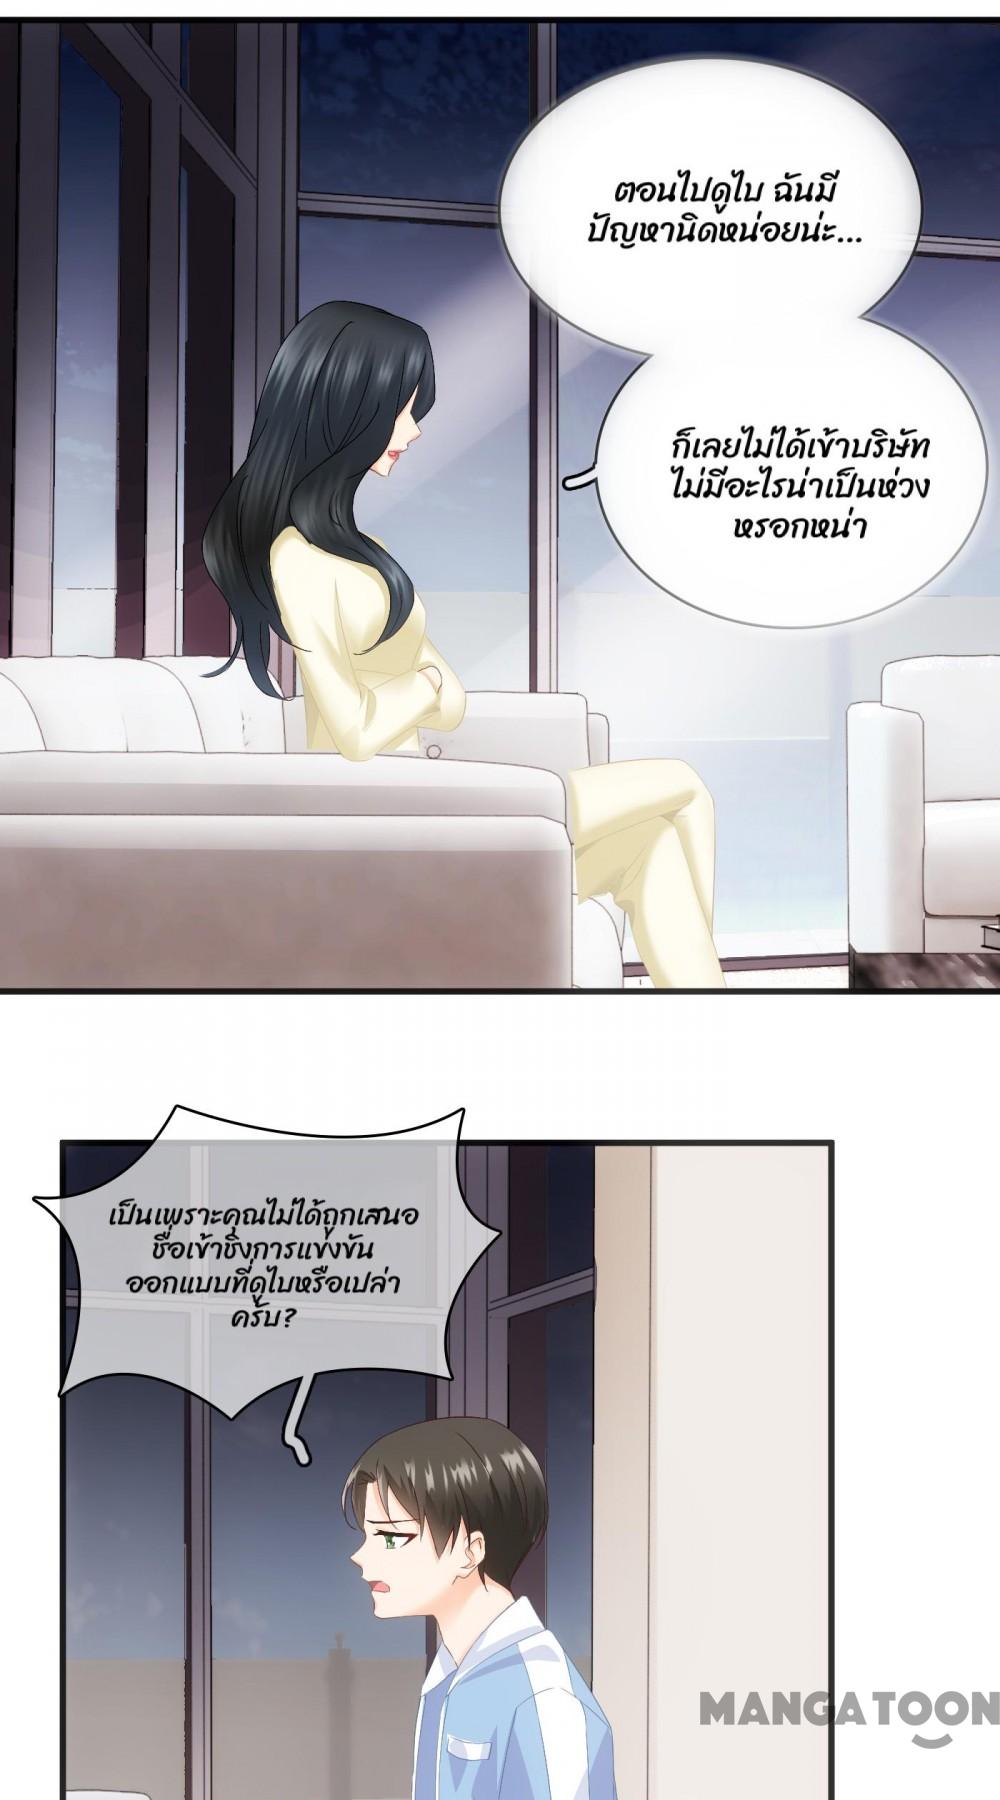 ตอนไปดูไบ ฉันมี
ปัญหานิดหน่อยน่ะ...
ก็เลยไม่ได้เข้าบริษัท
ไม่มีอะไรน่าเป็นห่วง
หรอกหน่า
เป็นเพราะคุณไม่ได้ถูกเสนอ
ชื่อเข้าชิงการแข่งขัน
ออกแบบที่ดูไบหรือเปล่า
ครับ?
MANGATOON